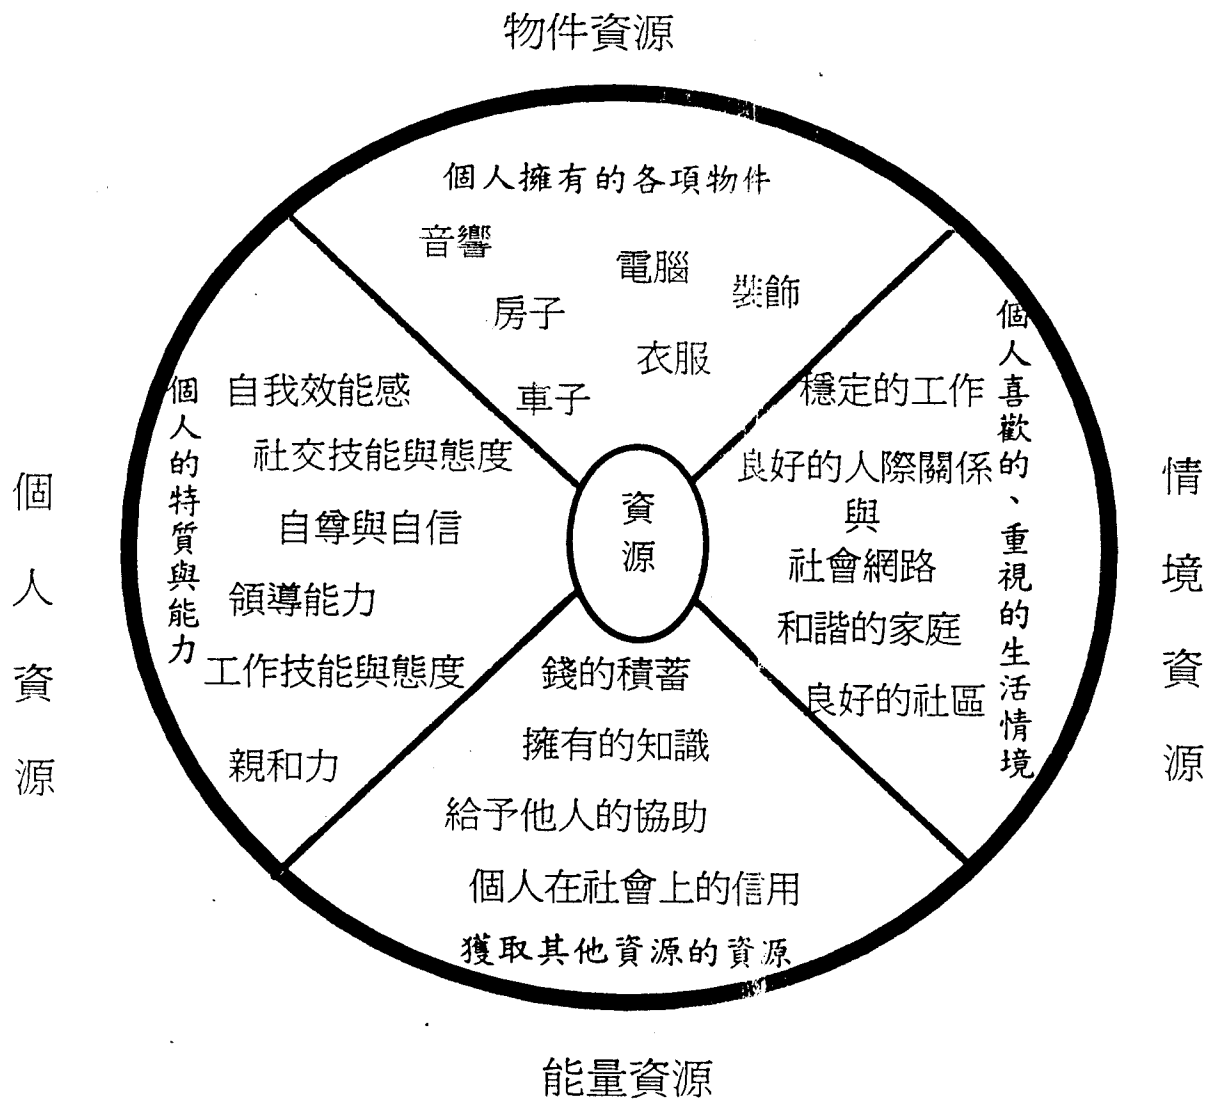 物件資源
個人擁有的各項物件
音響
電腦
裝飾
房子
衣服
車子
個人資源
個人的特質與能力
自我效能感
社交技能與態度
自尊與自信
領導能力
工作技能與態度
親和力
資源
穩定的工作
良好的人際關係
與
社會網路
和諧的家庭
良好的社區
個人喜歡的、重視的生活情境
情境資源
錢的積蓄
擁有的知識
給予他人的協助
個人在社會上的信用
獲取其他資源的資源
能量資源